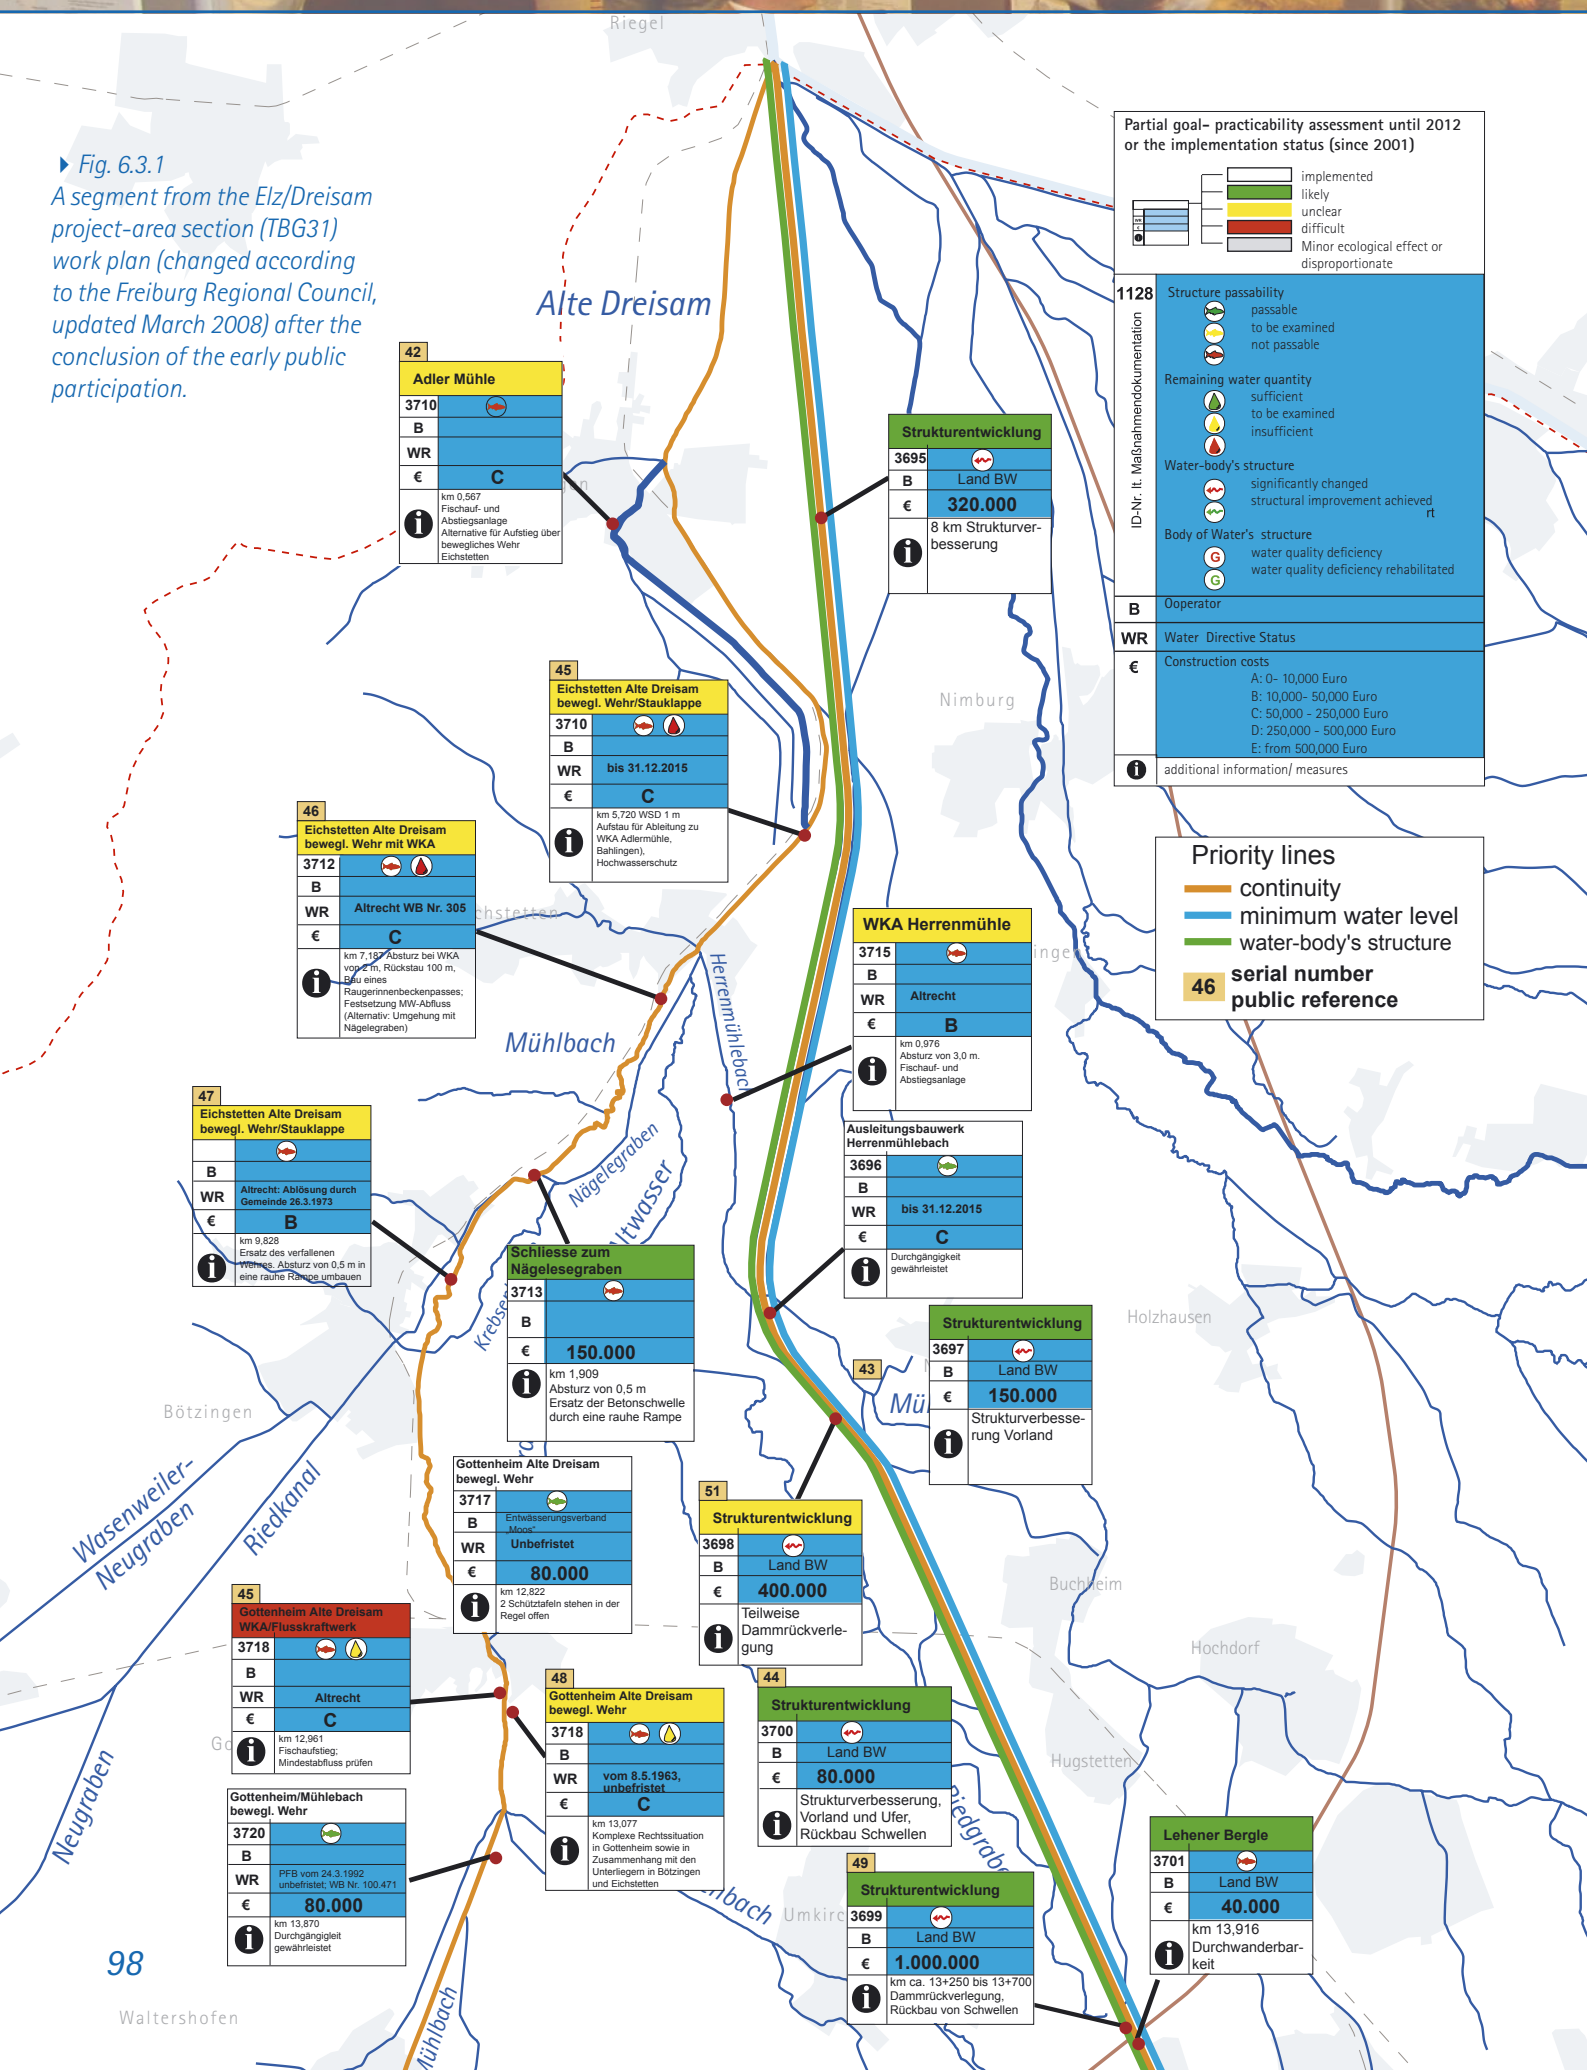 Riegel
Fig. 6.3.1
A segment from the Elz/Dreisam
project-area section (TBG31)
work plan (changed according
to the Freiburg Regional Council,
updated March 2008) after the
conclusion of the early public
participation.
Partial goal- practicability assessment until 2012
or the implementation status (since 2001)
implemented
likely
unclear
difficult
Minor ecological effect or
disproportionate
WR
€
i
1128
ID-Nr. lt. Maßnahmendokumentation
Structure passability
passable
to be examined
not passable
Remaining water quantity
sufficient
to be examined
insufficient
Water-body's structure
significantly changed
structural improvement achieved
rt
Body of Water's structure
G water quality deficiency
G water quality deficiency rehabilitated
B Ooperator
WR Water Directive Status
€ Construction costs
A: 0- 10,000 Euro
B: 10,000- 50,000 Euro
C: 50,000 - 250,000 Euro
D: 250,000 - 500,000 Euro
E: from 500,000 Euro
i additional information/ measures
Priority lines
continuity
minimum water level
water-body's structure
46 serial number
public reference
Alte Dreisam
42
Adler Mühle
3710
B
WR
€ C
i km 0,567
Fischauf- und
Abstiegsanlage
Alternative für Aufstieg über
bewegliches Wehr
Eichstetten
en
Strukturentwicklung
3695
B Land BW
€ 320.000
i 8 km Strukturver-
besserung
Nimburg
45
Eichstetten Alte Dreisam
bewegl. Wehr/Stauklappe
3710
B
WR bis 31.12.2015
€ C
i km 5,720 WSD 1 m
Aufstau für Ableitung zu
WKA Adlermühle,
Bahlingen),
Hochwasserschutz
46
Eichstetten Alte Dreisam
bewegl. Wehr mit WKA
3712
B
WR Altrecht WB Nr. 305
€ C
i km 7,187 Absturz bei WKA
von 2 m, Rückstau 100 m,
Bau eines
Raugerinnenbeckenpasses;
Festsetzung MW-Abfluss
(Alternativ: Umgehung mit
Nägelegraben)
chstetten
Herrenmühlebach
Mühlbach
WKA Herrenmühle
3715
B
WR Altrecht
€ B
i km 0,976
Absturz von 3,0 m.
Fischauf- und
Abstiegsanlage
ingen
47
Eichstetten Alte Dreisam
bewegl. Wehr/Stauklappe
B
WR Altrecht: Ablösung durch
Gemeinde 26.3.1973
€ B
i km 9,828
Ersatz des verfallenen
Wehres. Absturz von 0,5 m in
eine rauhe Rampe umbauen
Nägelegraben
ltwasser
Krebse
Ausleitungsbauwerk
Herrenmühlebach
3696
B
WR bis 31.12.2015
€ C
i Durchgängigkeit
gewährleistet
Schliesse zum
Nägelesegraben
3713
B
€ 150.000
i km 1,909
Absturz von 0,5 m
Ersatz der Betonschwelle
durch eine rauhe Rampe
Holzhausen
43
Mü
Strukturentwicklung
3697
B Land BW
€ 150.000
i Strukturverbesse-
rung Vorland
Bötzingen
Wasenweiler-
Neugraben
Riedkanal
Gottenheim Alte Dreisam
bewegl. Wehr
3717
B Entwässerungsverband
„Moos“
WR Unbefristet
€ 80.000
i km 12,822
2 Schütztafeln stehen in der
Regel offen
51
Strukturentwicklung
3698
B Land BW
€ 400.000
i Teilweise
Dammrückverle-
gung
Buchheim
Hochdorf
Hugstetten
45
Gottenheim Alte Dreisam
WKA/Flusskraftwerk
3718
B
WR Altrecht
€ C
i km 12,961
Fischaufstieg;
Mindestabfluss prüfen
Go
Neugraben
48
Gottenheim Alte Dreisam
bewegl. Wehr
3718
B
WR vom 8.5.1963,
unbefristet
€ C
i km 13,077
Komplexe Rechtssituation
in Gottenheim sowie in
Zusammenhang mit den
Unterliegern in Bötzingen
und Eichstetten
44
Strukturentwicklung
3700
B Land BW
€ 80.000
i Strukturverbesserung,
Vorland und Ufer,
Rückbau Schwellen
Riedgrabe
Gottenheim/Mühlebach
bewegl. Wehr
3720
B
WR PFB vom 24.3.1992
unbefristet; WB Nr. 100.471
€ 80.000
i km 13,870
Durchgängigleit
gewährleistet
bach
Umkirc
49
Strukturentwicklung
3699
B Land BW
€ 1.000.000
i km ca. 13+250 bis 13+700
Dammrückverlegung,
Rückbau von Schwellen
Lehener Bergle
3701
B Land BW
€ 40.000
i km 13,916
Durchwanderbar-
keit
98
Waltershofen
Mühlbach